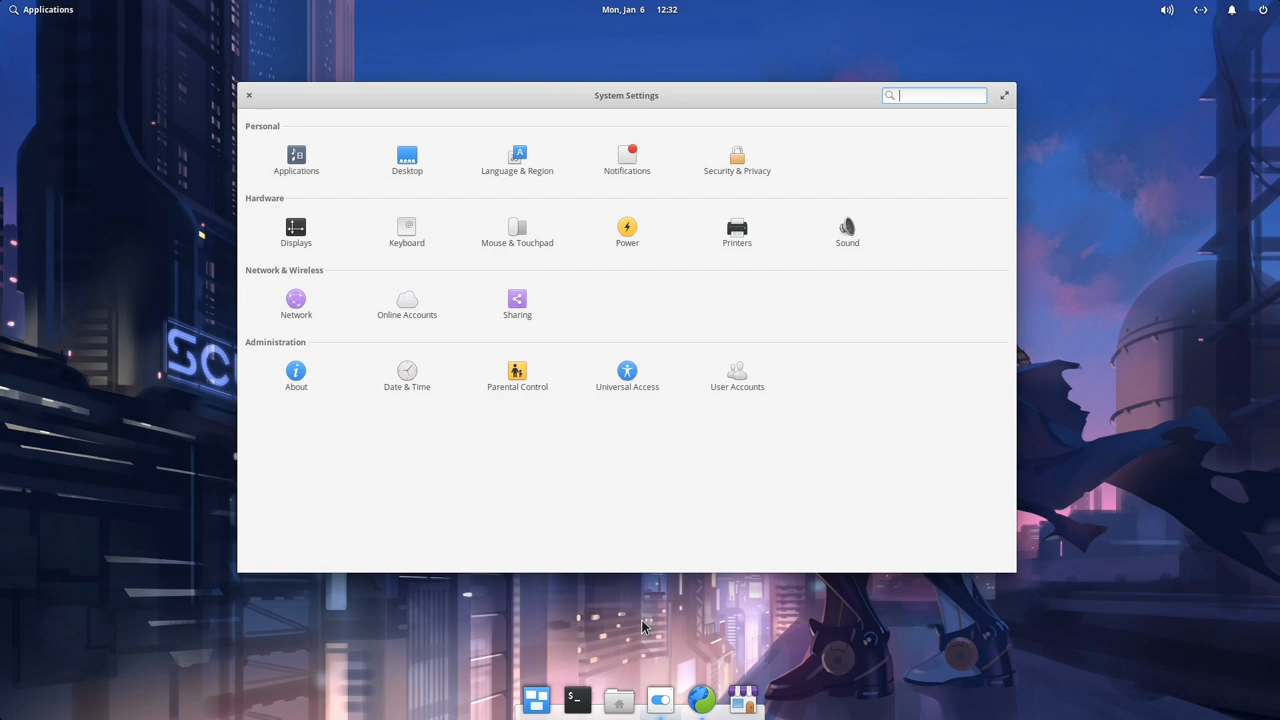 Applications
Mon, Jan 6 12:32
System Settings
Personal
Applications
Desktop
Language & Region
Notifications
Security & Privacy
Hardware
Displays
Keyboard
Mouse & Touchpad
Power
Printers
Sound
Network & Wireless
Network
Online Accounts
Sharing
Administration
About
Date & Time
Parental Control
Universal Access
User Accounts
SC